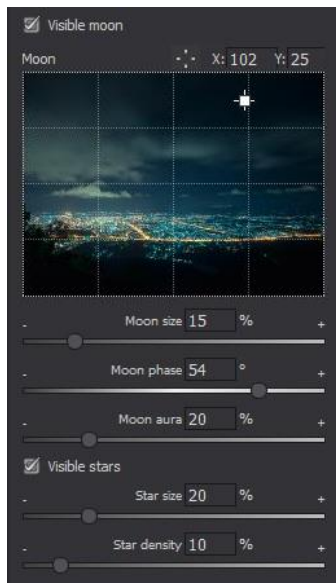 Visible moon
Moon X: 102 Y: 25
- Moon size 15 % +
- Moon phase 54 ° +
- Moon aura 20 % +
Visible stars
- Star size 20 % +
- Star density 10 % +